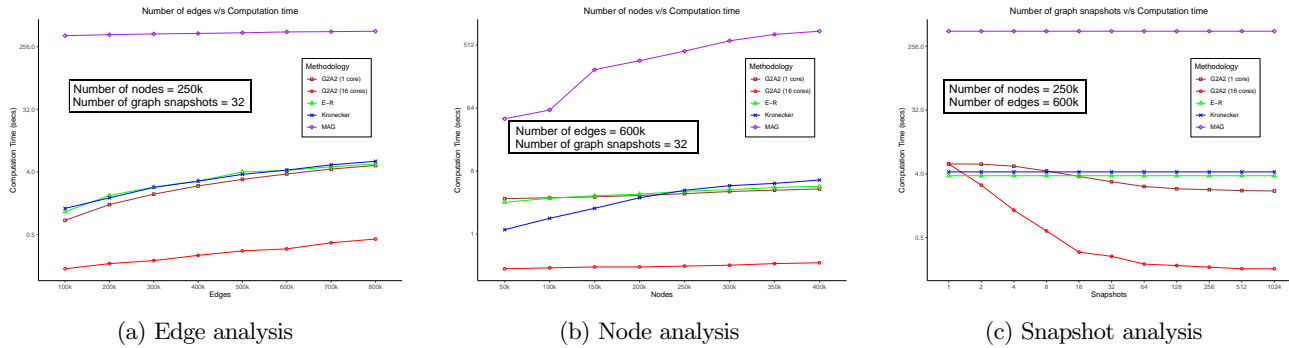 Number of edges v/s Computation time
Computation Time (secs)
256.0
32.0
4.0
0.5
Number of nodes = 250k
Number of graph snapshots = 32
Methodology
G2A2 (1 core)
G2A2 (16 cores)
E−R
Kronecker
MAG
100k 200k 300k 400k 500k 600k 700k 800k
Edges
(a) Edge analysis
Number of nodes v/s Computation time
Computation Time (secs)
512
64
8
1
Number of edges = 600k
Number of graph snapshots = 32
Methodology
G2A2 (1 core)
G2A2 (16 cores)
E−R
Kronecker
MAG
50k 100k 150k 200k 250k 300k 350k 400k
Nodes
(b) Node analysis
Number of graph snapshots v/s Computation time
Computation Time (secs)
256.0
32.0
4.0
0.5
Number of nodes = 250k
Number of edges = 600k
Methodology
G2A2 (1 core)
G2A2 (16 cores)
E−R
Kronecker
MAG
1 2 4 8 16 32 64 128 256 512 1024
Snapshots
(c) Snapshot analysis